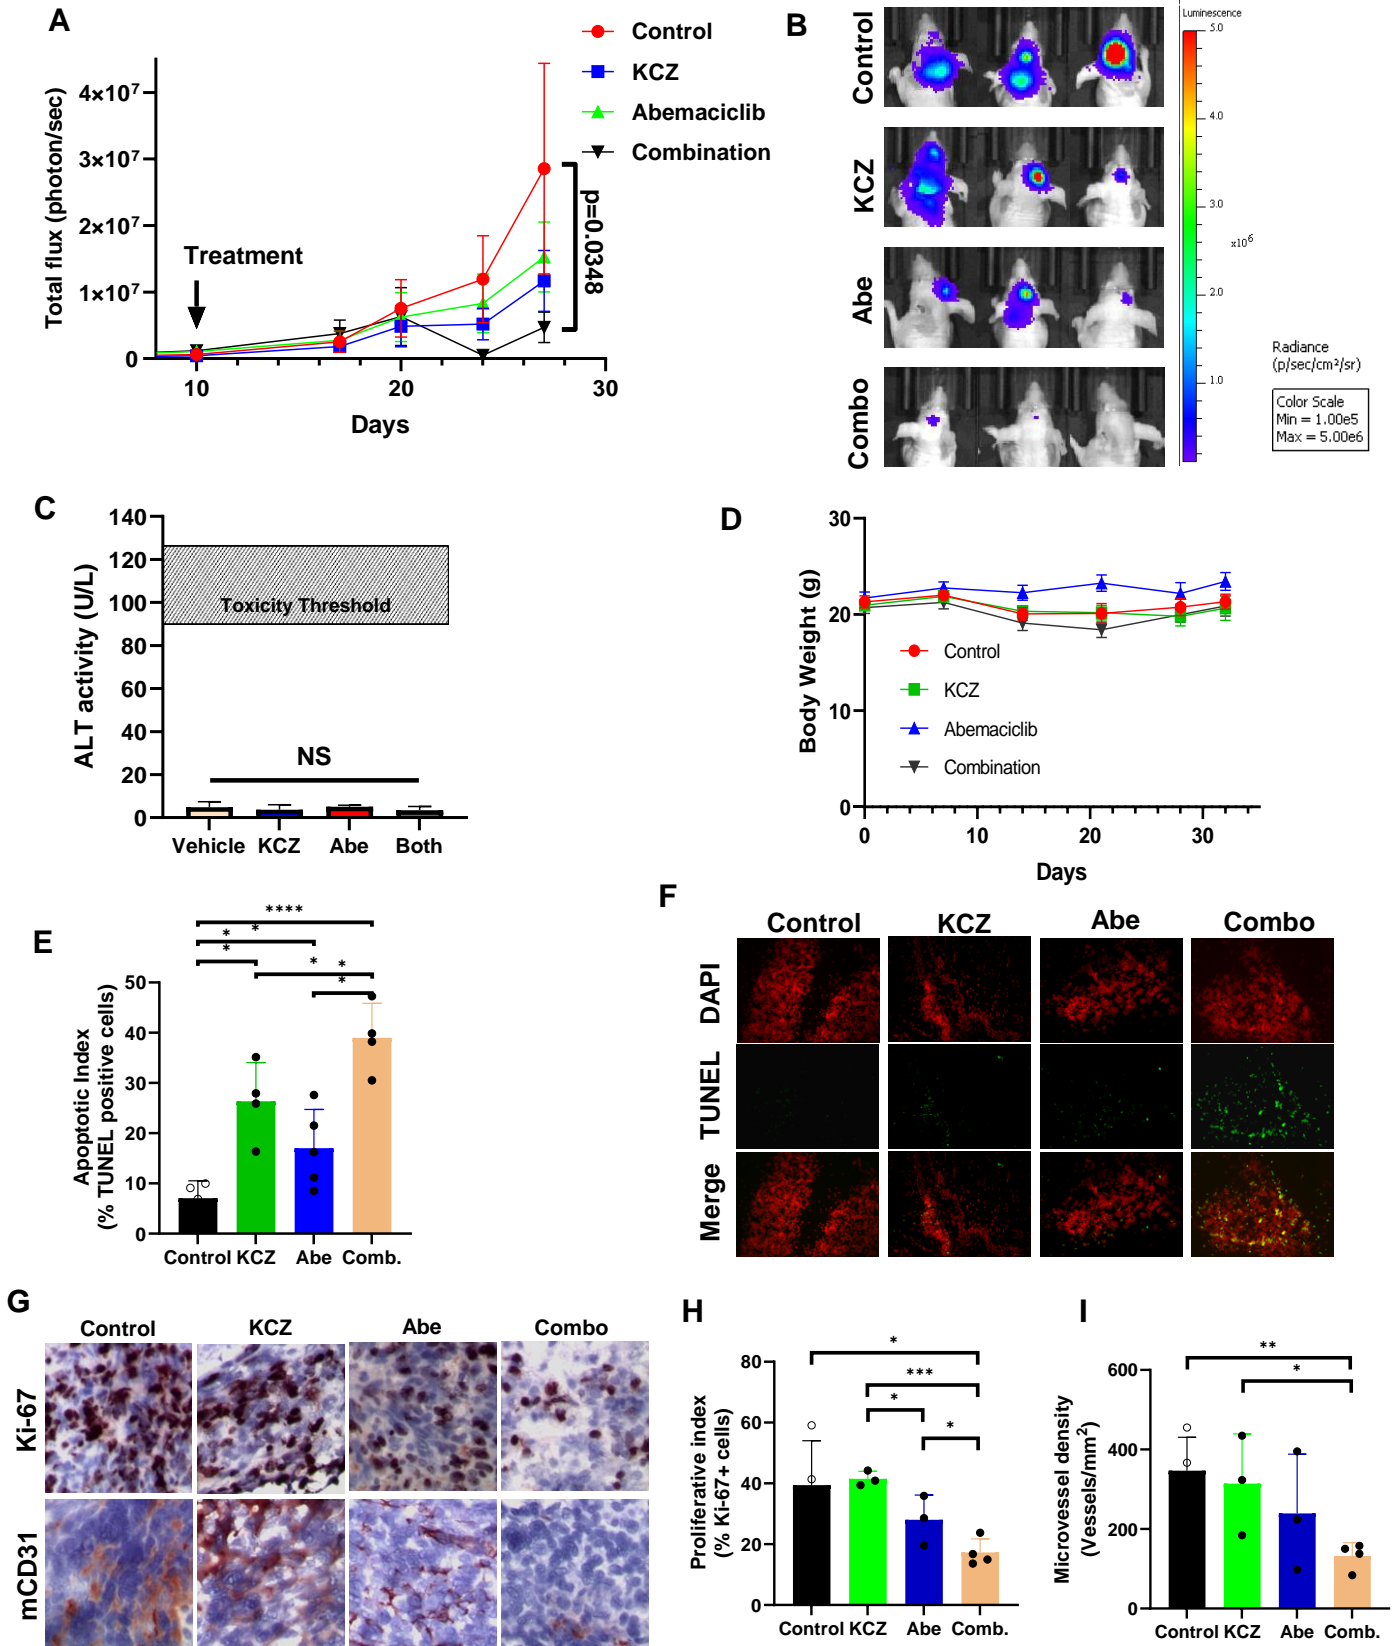 A
Control
KCZ
Abemaciclib
Combination
4×10⁷
3×10⁷
2×10⁷
1×10⁷
0
Total flux (photon/sec)
Treatment
p=0.0348
10
20
30
Days
B
Control
KCZ
Abe
Combo
Luminescence
5.0
4.0
3.0
x10⁶
2.0
1.0
Radiance
(p/sec/cm²/sr)
Color Scale
Min = 1.00e5
Max = 5.00e6
C
ALT activity (U/L)
140
120
100
80
60
40
20
0
Toxicity Threshold
NS
Vehicle
KCZ
Abe
Both
D
Body Weight (g)
30
20
10
0
Control
KCZ
Abemaciclib
Combination
0
10
20
30
Days
E
****
*
*
*
*
*
*
Apoptotic Index
(% TUNEL positive cells)
50
40
30
20
10
0
Control
KCZ
Abe
Comb.
F
Control
KCZ
Abe
Combo
DAPI
TUNEL
Merge
G
Control
KCZ
Abe
Combo
Ki-67
mCD31
H
*
***
*
*
Proliferative index
(% Ki-67+ cells)
80
60
40
20
0
Control
KCZ
Abe
Comb.
I
**
*
Microvessel density
(Vessels/mm²)
600
400
200
0
Control
KCZ
Abe
Comb.